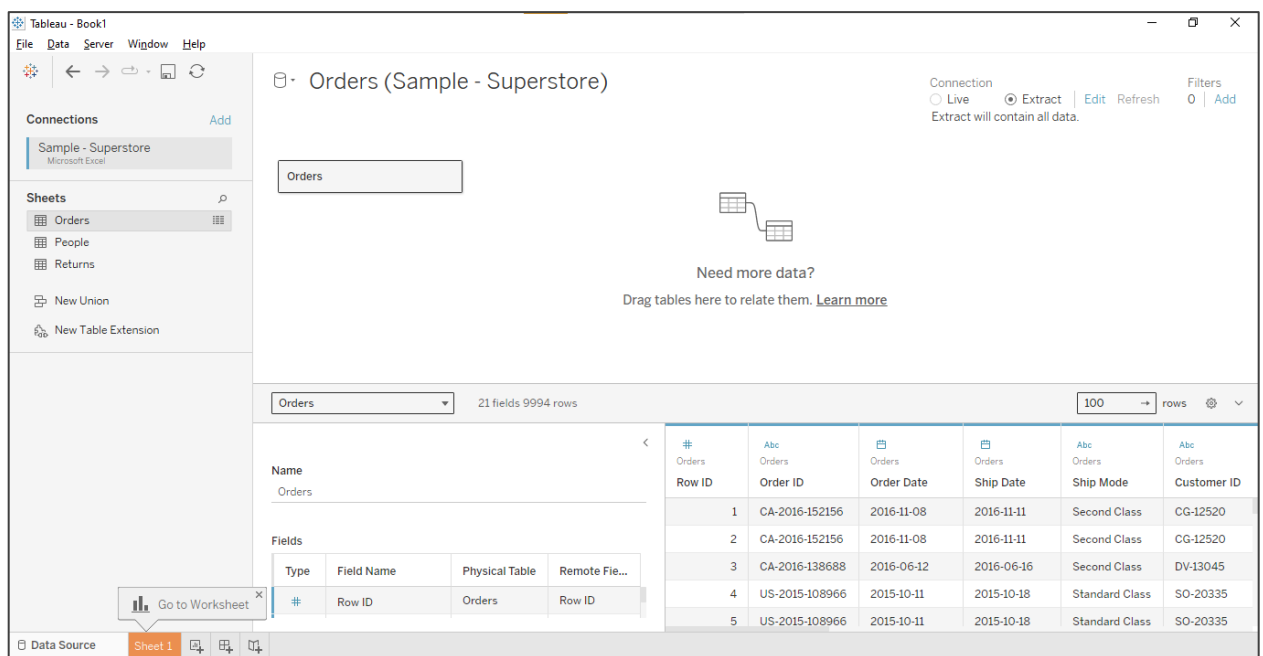 Tableau - Book1
File Data Server Window Help
Connections Add
Sample - Superstore
Microsoft Excel
Sheets
Orders
People
Returns
New Union
New Table Extension
Orders (Sample - Superstore)
Connection
Live Extract Edit Refresh
Extract will contain all data.
Filters
0 Add
Orders
Need more data?
Drag tables here to relate them. Learn more
Orders 21 fields 9994 rows 100 → rows
Name
Orders
Fields
Type Field Name Physical Table Remote Fie...
# Row ID Orders Row ID
# Abc Abc Abc
Orders Orders Orders Orders Orders Orders
Row ID Order ID Order Date Ship Date Ship Mode Customer ID
1 CA-2016-152156 2016-11-08 2016-11-11 Second Class CG-12520
2 CA-2016-152156 2016-11-08 2016-11-11 Second Class CG-12520
3 CA-2016-138688 2016-06-12 2016-06-16 Second Class DV-13045
4 US-2015-108966 2015-10-11 2015-10-18 Standard Class SO-20335
5 US-2015-108966 2015-10-11 2015-10-18 Standard Class SO-20335
Go to Worksheet
Data Source Sheet 1